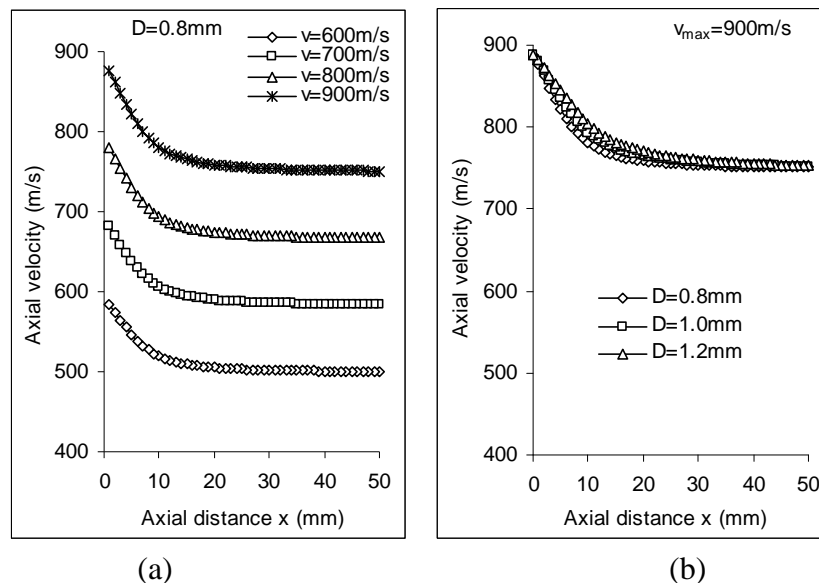 D=0.8mm
v=600m/s
v=700m/s
v=800m/s
v=900m/s
900
800
700
600
500
400
Axial velocity (m/s)
0 10 20 30 40 50
Axial distance x (mm)
(a)
vmax=900m/s
900
800
700
600
500
400
Axial velocity (m/s)
D=0.8mm
D=1.0mm
D=1.2mm
0 10 20 30 40 50
Axial distance x (mm)
(b)